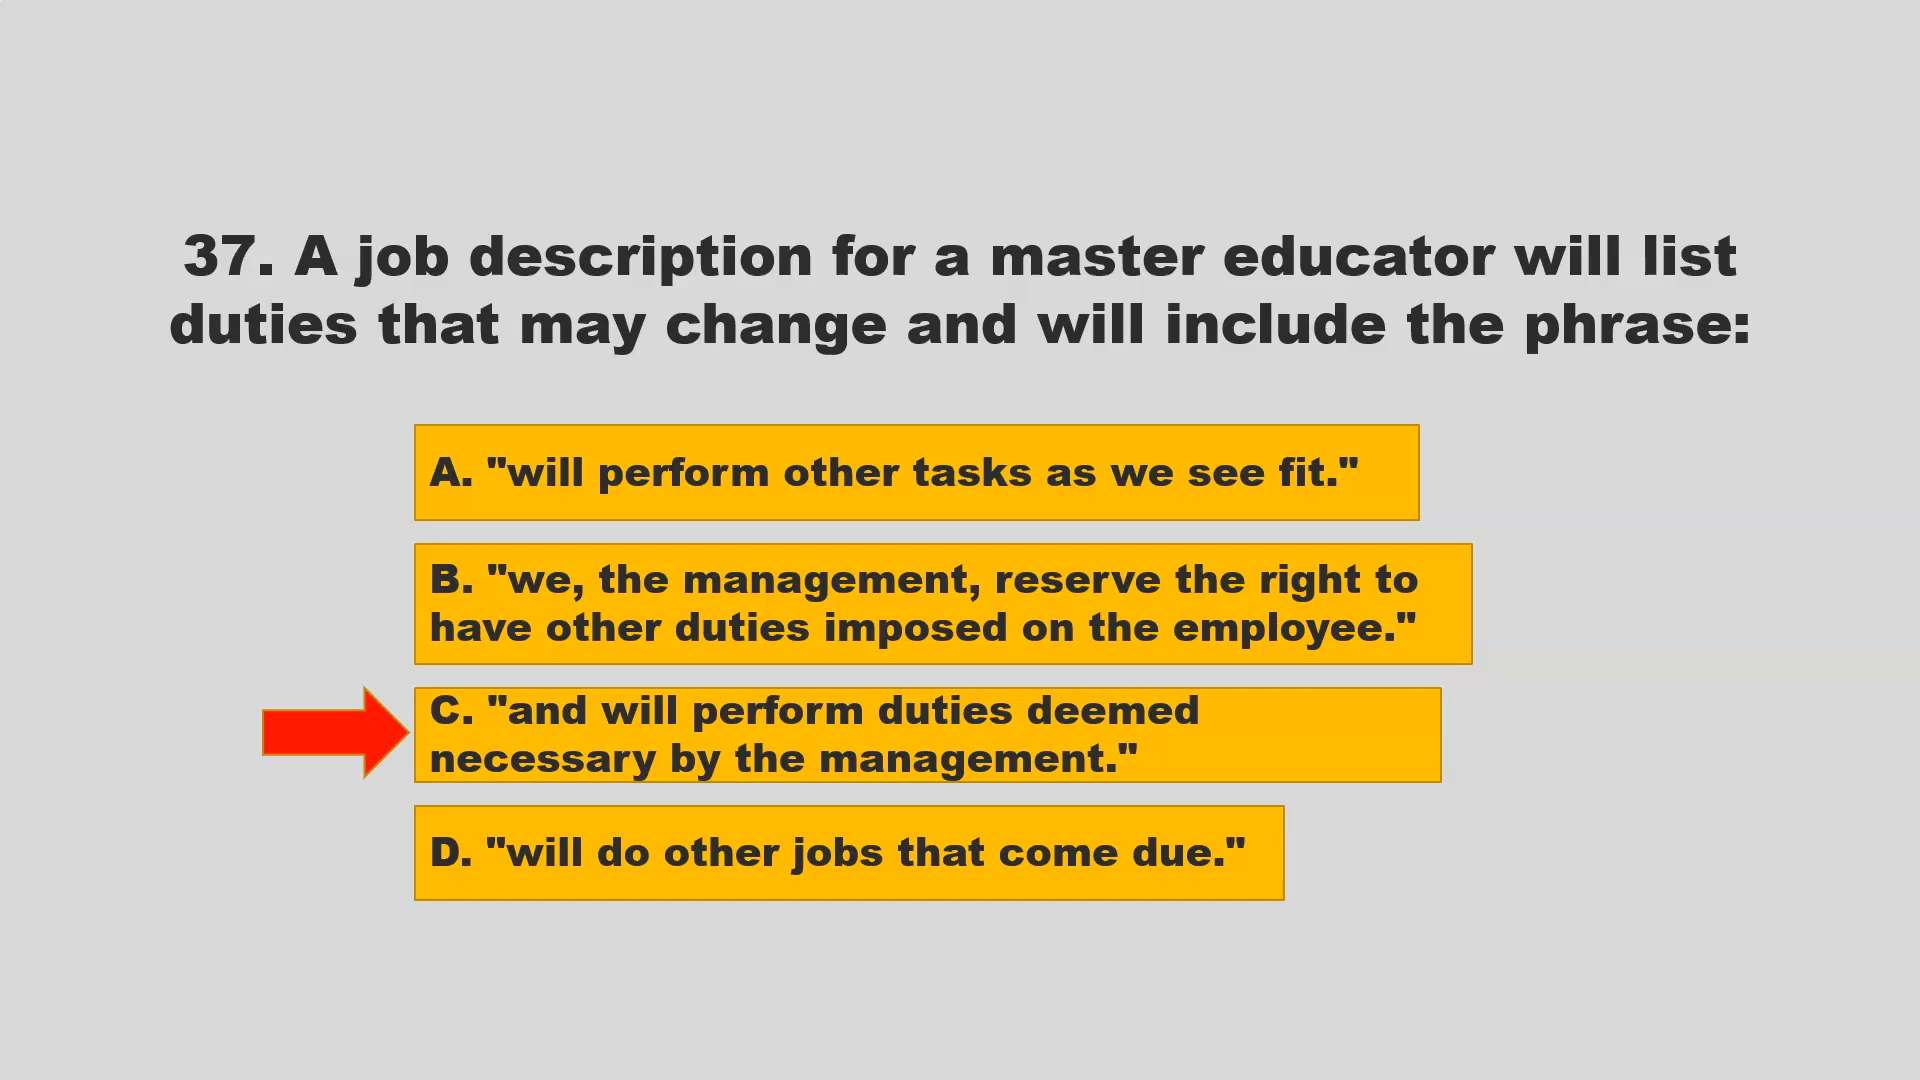 37. A job description for a master educator will list
duties that may change and will include the phrase:
A. "will perform other tasks as we see fit."
B. "we, the management, reserve the right to
have other duties imposed on the employee."
C. "and will perform duties deemed
necessary by the management."
D. "will do other jobs that come due."